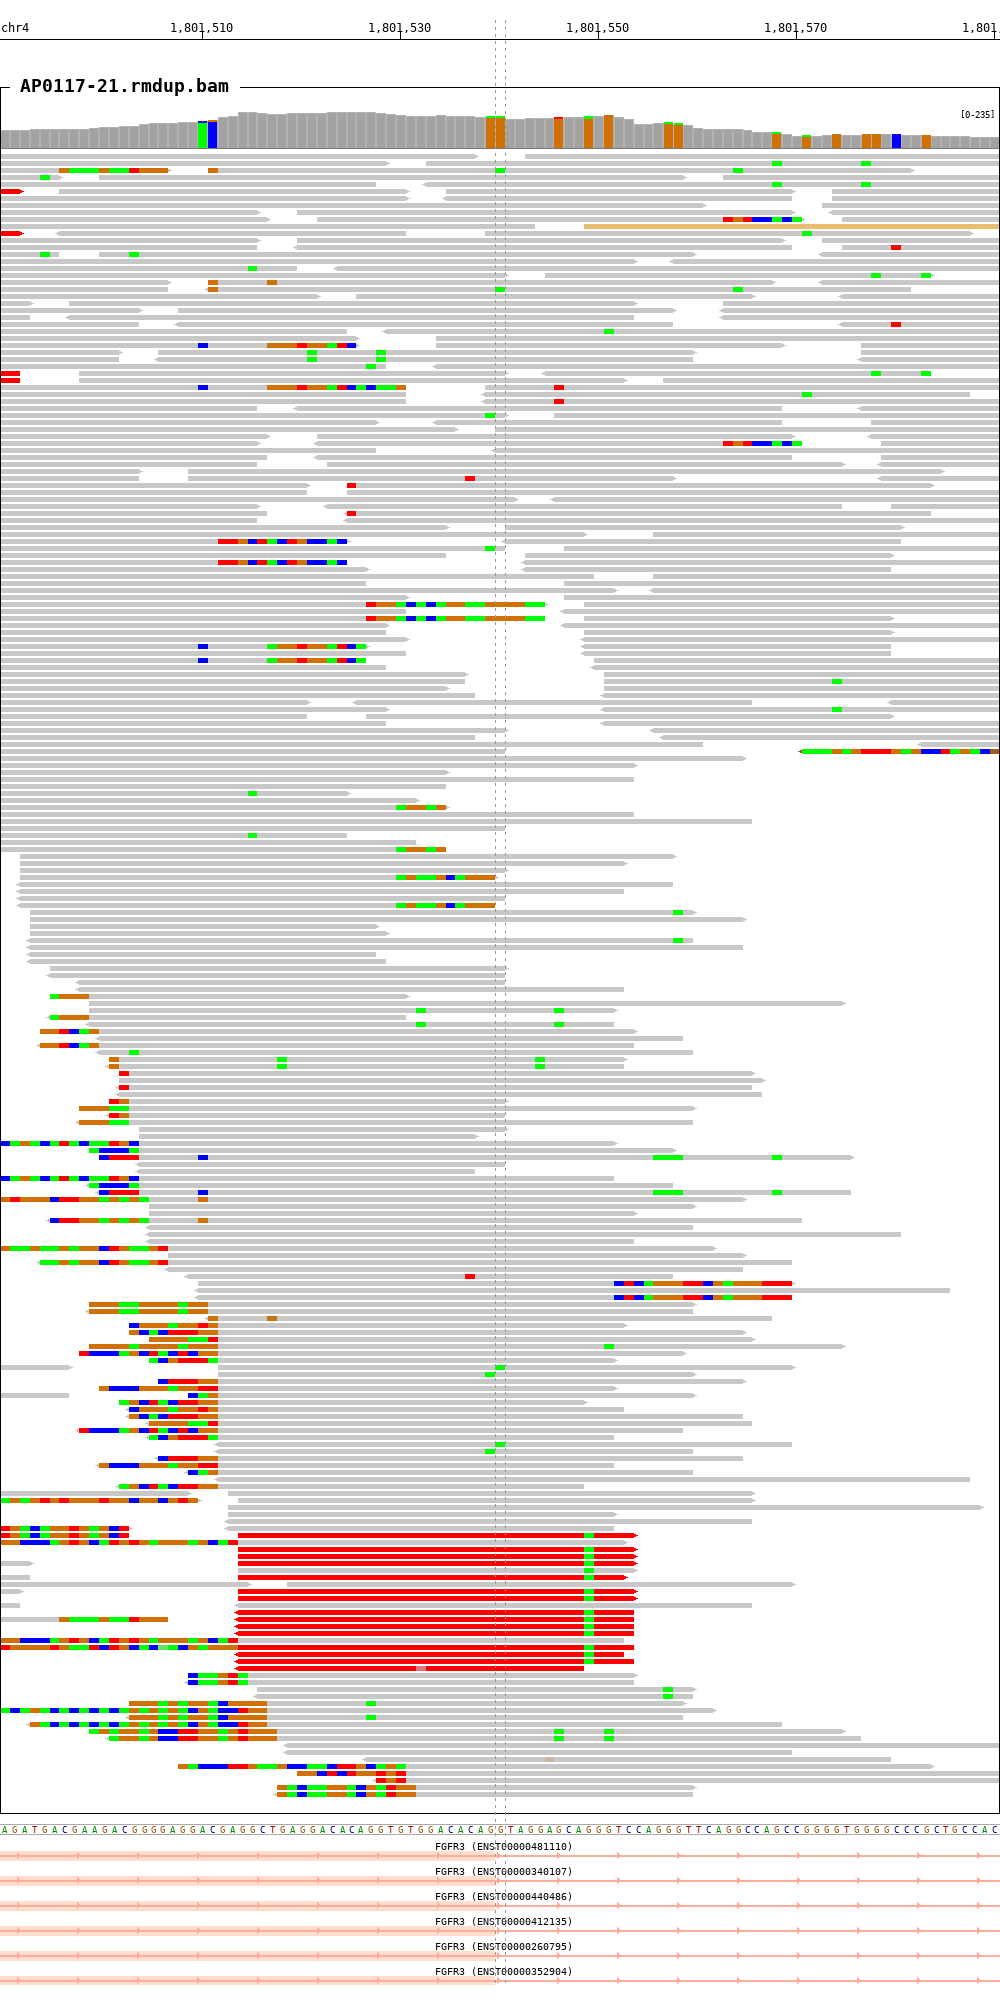 chr4 1,801,510 1,801,530 1,801,550 1,801,570 1,801,
AP0117-21.rmdup.bam
[0-235]
AGATGACGAAGACGGGGAGGACGAGGCTGAGGACACAGGTGTGGACACAGGTAGGAGCAGGGTCCAGGGTTCAGGCCAGCCGGGGTGGGGCCCGCTGCCAC
FGFR3 (ENST00000481110)
FGFR3 (ENST00000340107)
FGFR3 (ENST00000440486)
FGFR3 (ENST00000412135)
FGFR3 (ENST00000260795)
FGFR3 (ENST00000352904)